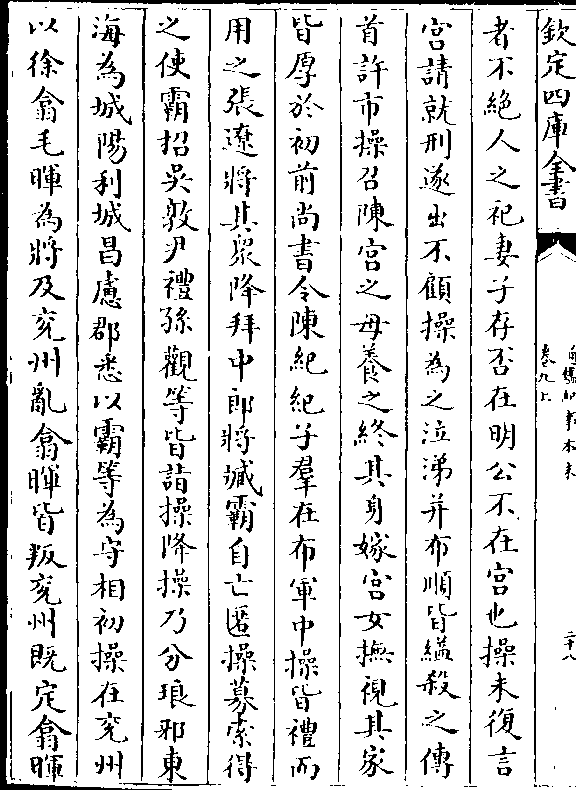 欽定四庫全書
通鑑紀事本末
卷九上
二十八
者不絶人之祀妻子存否在明公不在宮也操未復言
宮請就刑遂出不顧操為之泣涕并布順皆縊殺之傳
首許市操召陳宮之母養之終其身嫁宮女撫視其家
皆厚於初前尚書令陳紀紀子羣在布軍中操皆禮而
用之張遼將其衆降拜中郎將臧霸自亡匿操募索得
之使霸招吳敦尹禮孫觀等皆詣操降操乃分琅邪東
海為城陽利城昌慮郡悉以霸等為守相初操在兖州
以徐翕毛暉為將及兖州亂翕暉皆叛兖州既定翕暉